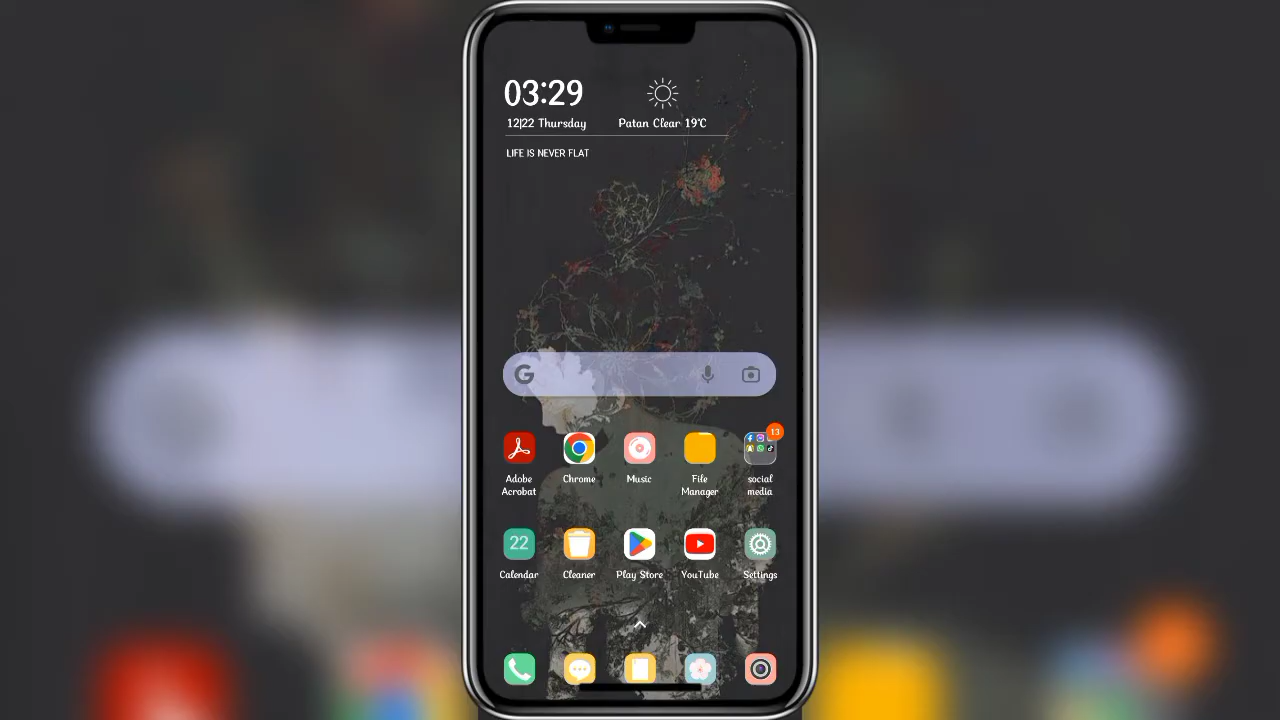 03:29
12|22 Thursday
Patan Clear 19℃
LIFE IS NEVER FLAT
G
13
Adobe Acrobat
Chrome
Music
File Manager
social media
22
Calendar
Cleaner
Play Store
YouTube
Settings